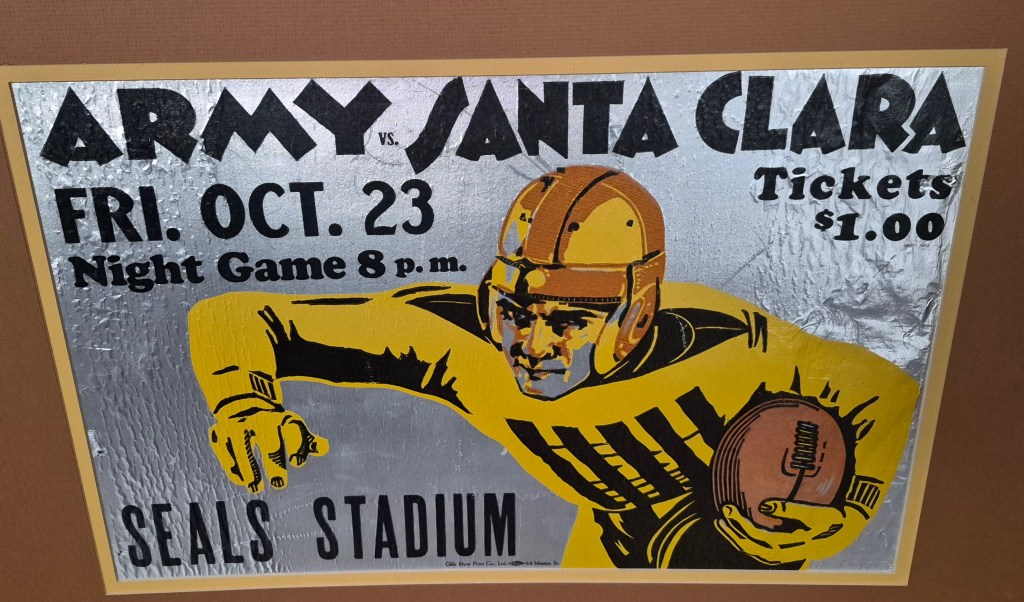 ARMY VS. SANTA CLARA
FRI. OCT. 23
Tickets
$1.00
Night Game 8 p. m.
SEALS STADIUM